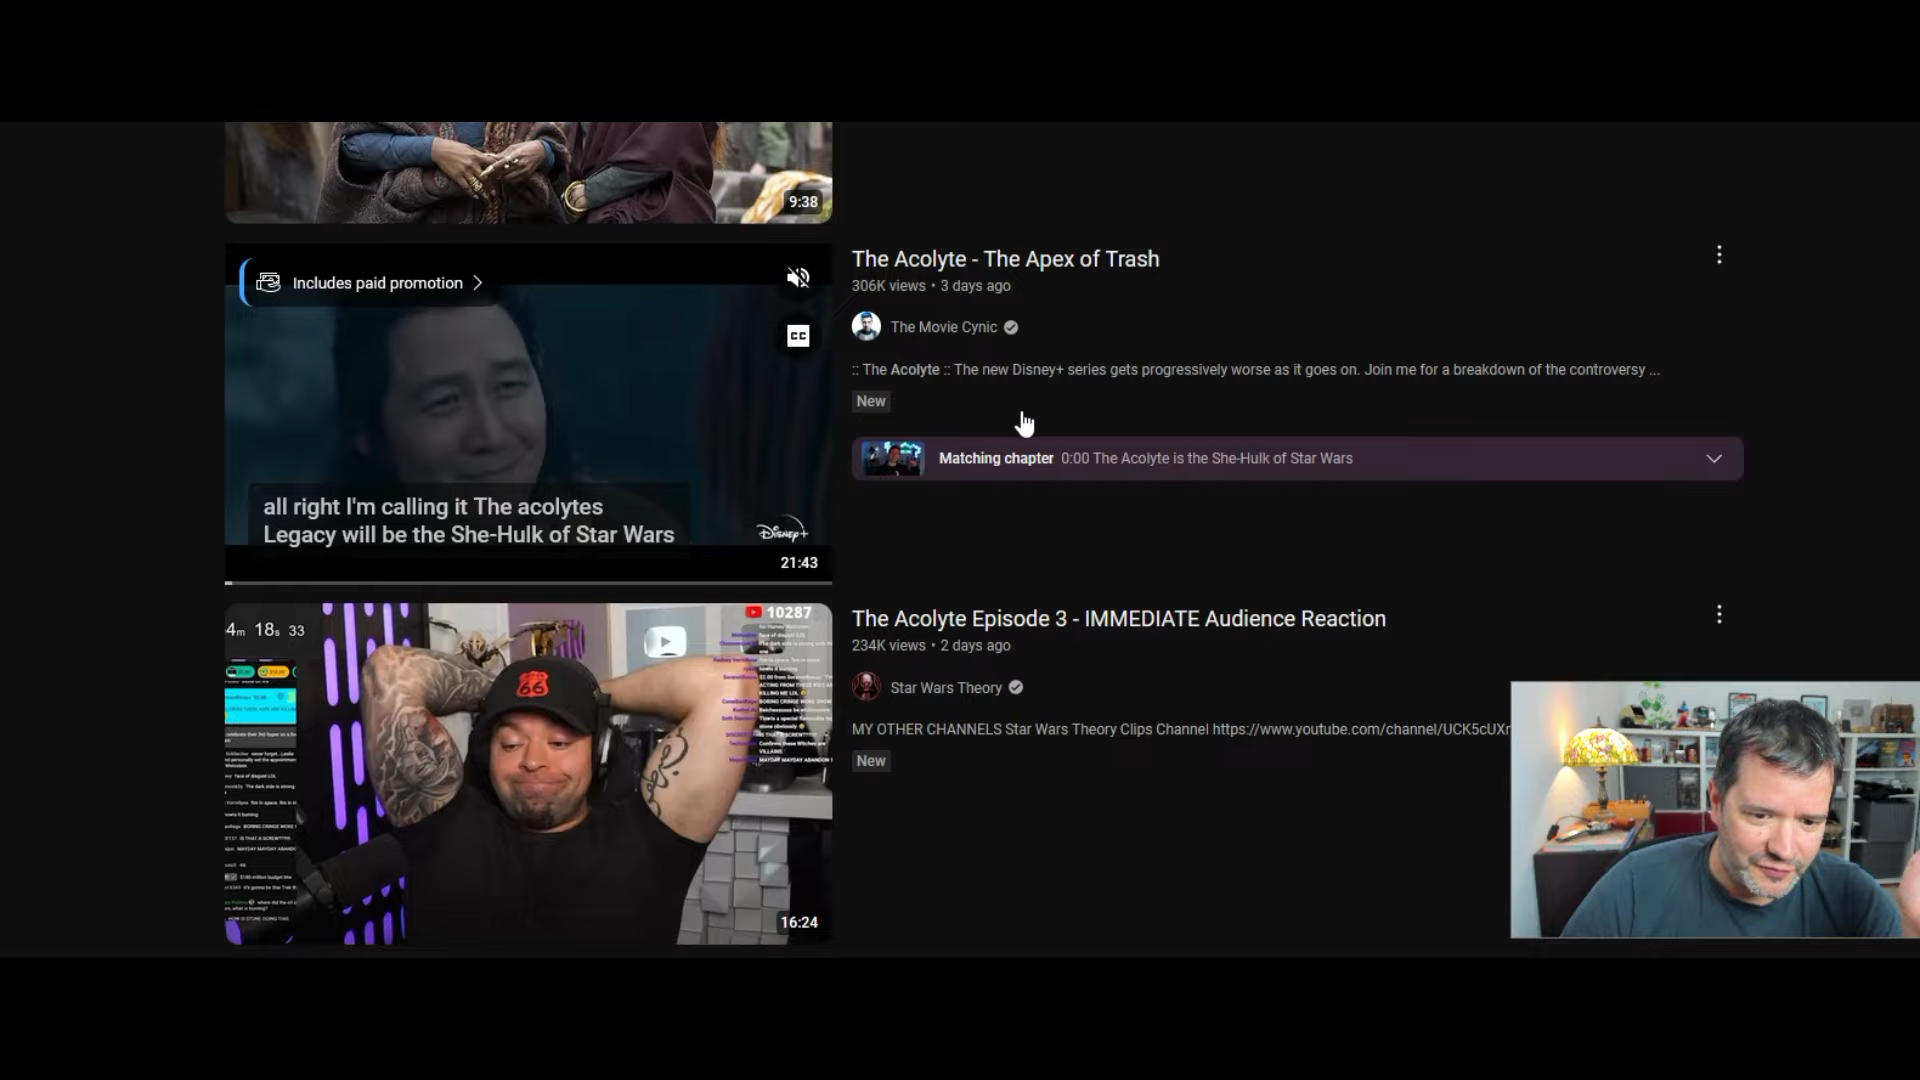 9:38
Includes paid promotion
CC
all right I'm calling it The acolytes
Legacy will be the She-Hulk of Star Wars
Disney+
21:43
The Acolyte - The Apex of Trash
306K views • 3 days ago
The Movie Cynic
:: The Acolyte :: The new Disney+ series gets progressively worse as it goes on. Join me for a breakdown of the controversy ...
New
Matching chapter 0:00 The Acolyte is the She-Hulk of Star Wars
4m 18s 33
10287
66
16:24
The Acolyte Episode 3 - IMMEDIATE Audience Reaction
234K views • 2 days ago
Star Wars Theory
MY OTHER CHANNELS Star Wars Theory Clips Channel https://www.youtube.com/channel/UCK5cUXr
New